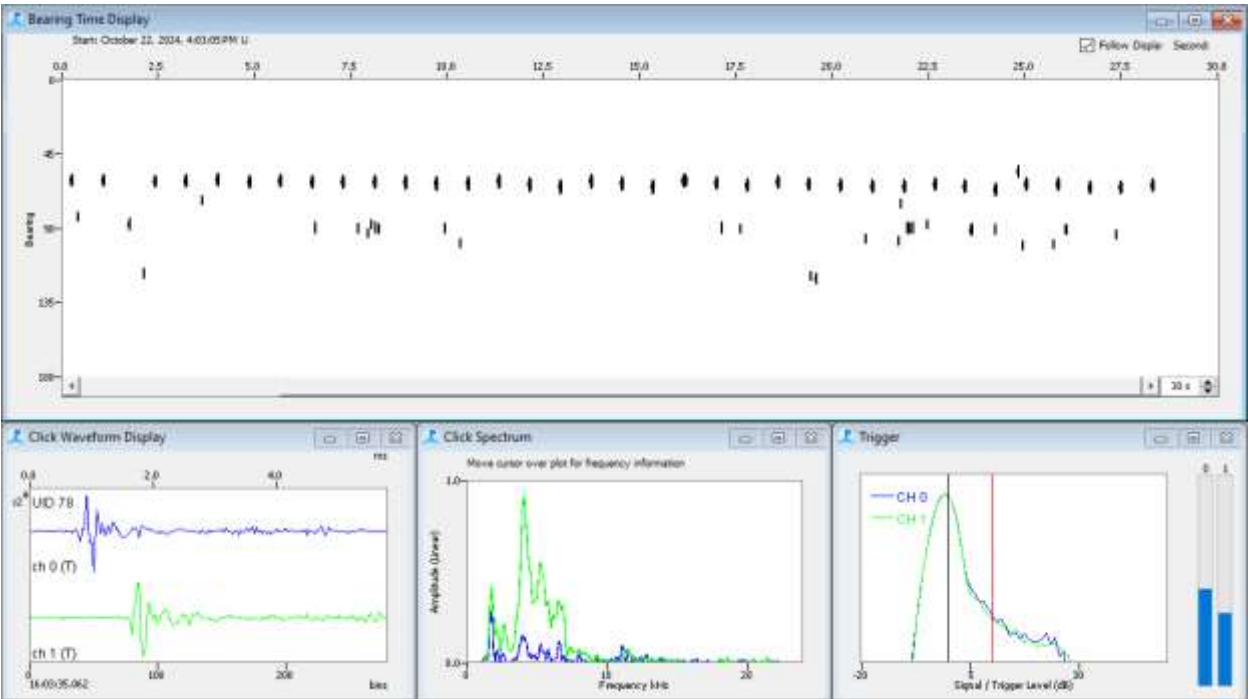 Bearing Time Display
Start: October 22, 2024, 4:03:05 PM U
Follow Display Seconds
0.0 2.5 5.0 7.5 10.0 12.5 15.0 17.5 20.0 22.5 25.0 27.5 30.0
0
45
90
135
180
Bearing
30 s
Click Waveform Display
ms
0.0 2.0 4.0
UID 78
ch 0 (T)
ch 1 (T)
0 100 200
16:03:35.062
bins
Click Spectrum
Move cursor over plot for frequency information
1.0
Amplitude (Linear)
0.0
0 10 20
Frequency kHz
Trigger
0 1
CH 0
CH 1
-20
Signal / Trigger Level (dB)